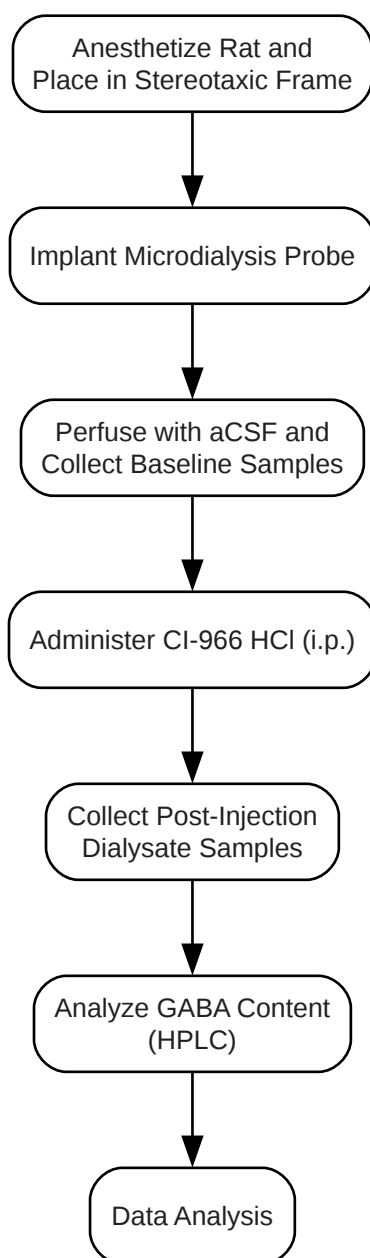 Anesthetize Rat and
Place in Stereotaxic Frame
Implant Microdialysis Probe
Perfuse with aCSF and
Collect Baseline Samples
Administer CI-966 HCl (i.p.)
Collect Post-Injection
Dialysate Samples
Analyze GABA Content
(HPLC)
Data Analysis